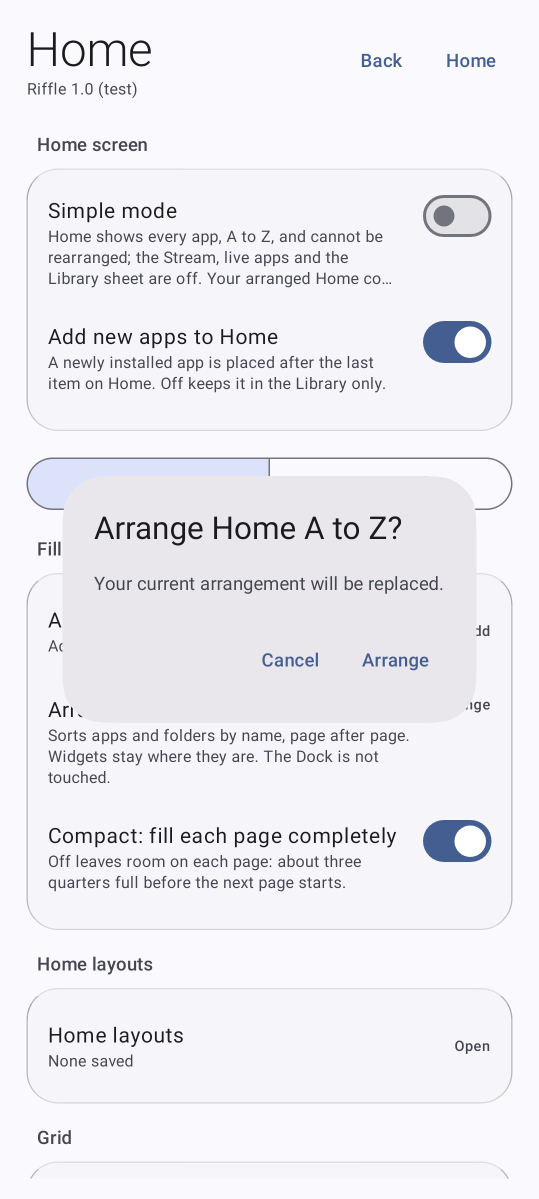 Home
Back
Home
Riffle 1.0 (test)
Home screen
Simple mode
Home shows every app, A to Z, and cannot be
rearranged; the Stream, live apps and the
Library sheet are off. Your arranged Home co…
Add new apps to Home
A newly installed app is placed after the last
item on Home. Off keeps it in the Library only.
Fill
Arrange Home A to Z?
Your current arrangement will be replaced.
Cancel
Arrange
Sorts apps and folders by name, page after page.
Widgets stay where they are. The Dock is not
touched.
Compact: fill each page completely
Off leaves room on each page: about three
quarters full before the next page starts.
Home layouts
Home layouts
None saved
Open
Grid